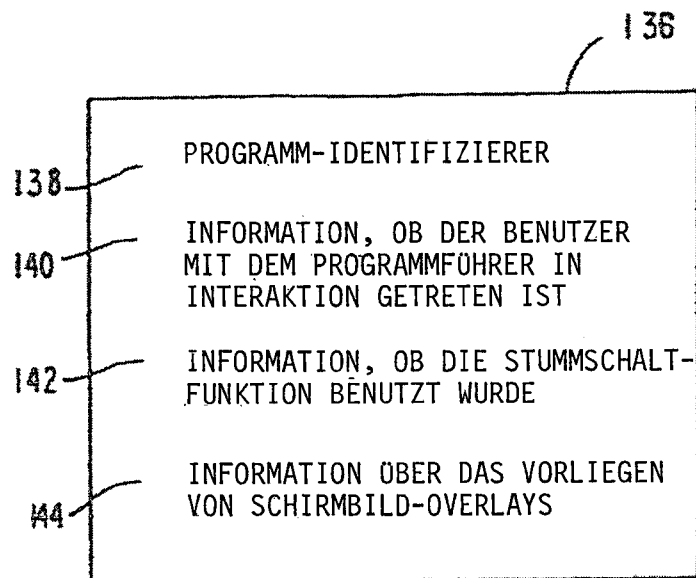 136
138 PROGRAMM-IDENTIFIZIERER
140 INFORMATION, OB DER BENUTZER
MIT DEM PROGRAMMFÜHRER IN
INTERAKTION GETRETEN IST
142 INFORMATION, OB DIE STUMMSCHALT-
FUNKTION BENUTZT WURDE
144 INFORMATION ÜBER DAS VORLIEGEN
VON SCHIRMBILD-OVERLAYS